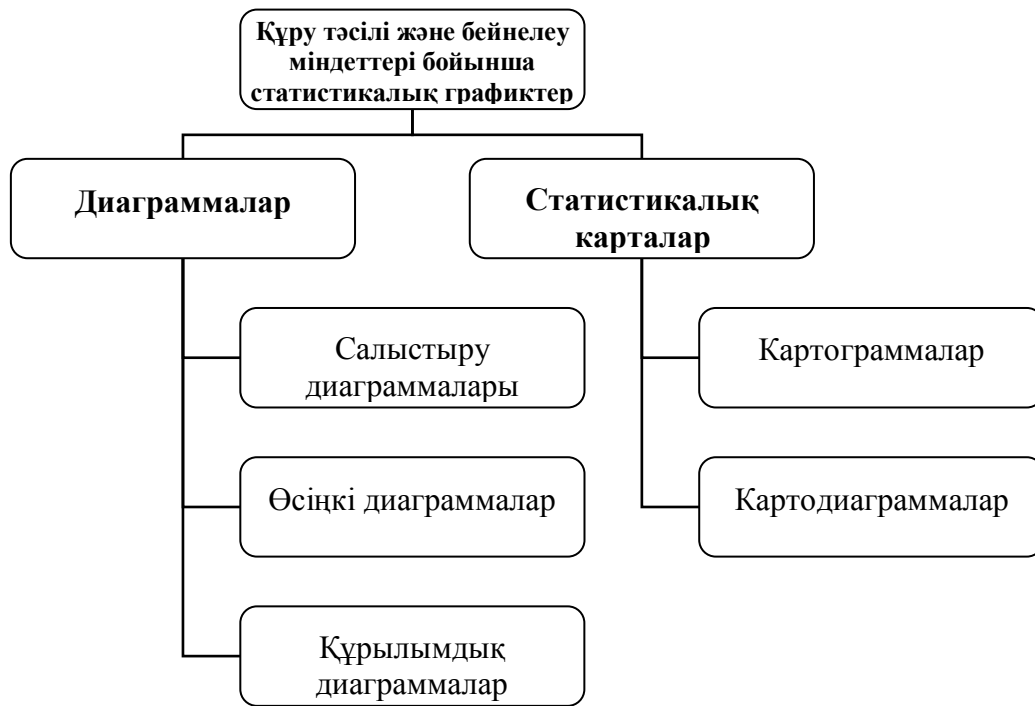 Құру тәсілі және бейнелеу
міндеттері бойынша
статистикалық графиктер
Диаграммалар
Статистикалық
карталар
Салыстыру
диаграммалары
Картограммалар
Өсіңкі диаграммалар
Картодиаграммалар
Құрылымдық
диаграммалар